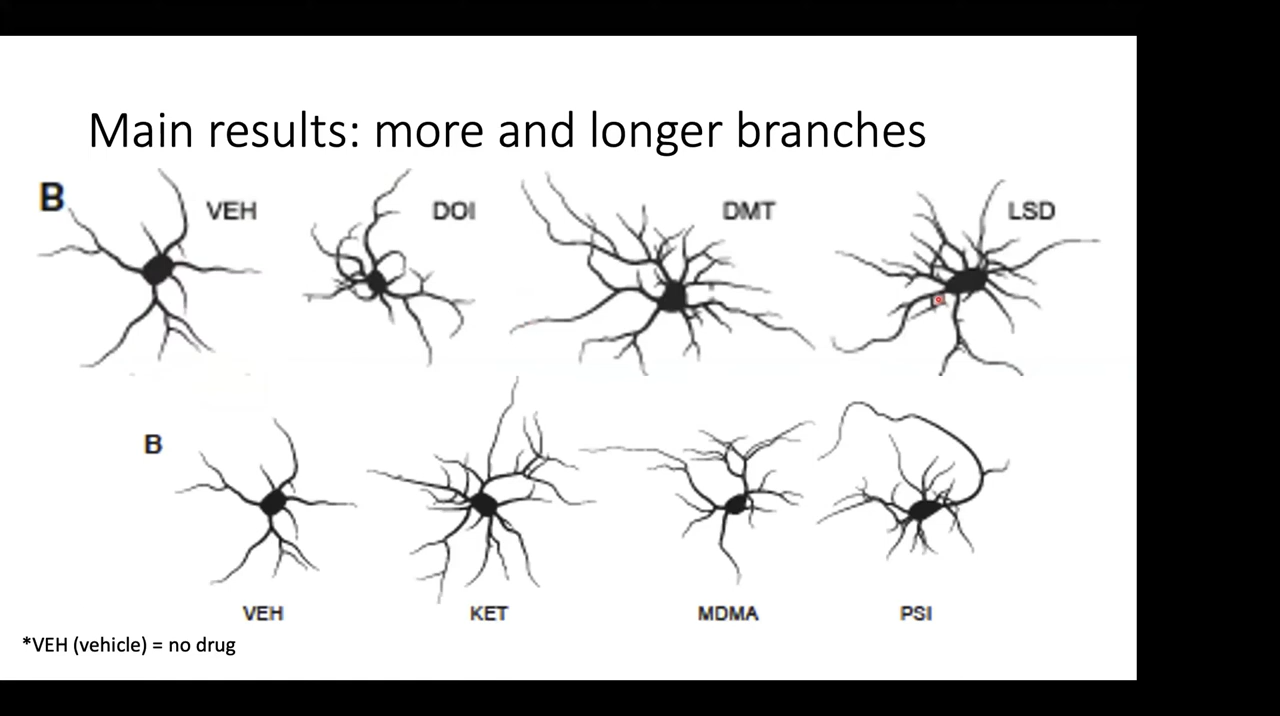 Main results: more and longer branches
B VEH DOI DMT LSD
B
VEH KET MDMA PSI
*VEH (vehicle) = no drug